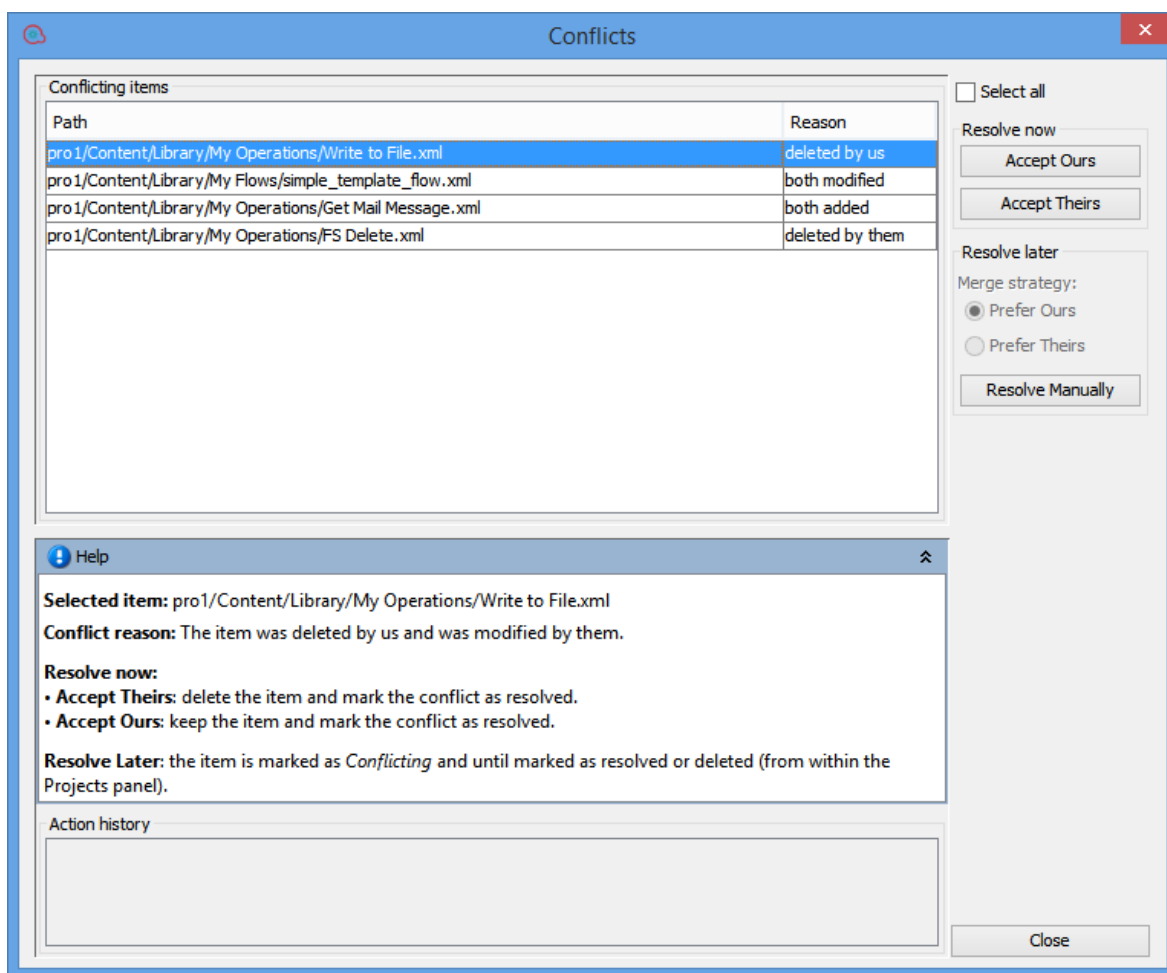 Conflicts
Conflicting items
Path Reason
pro1/Content/Library/My Operations/Write to File.xml deleted by us
pro1/Content/Library/My Flows/simple_template_flow.xml both modified
pro1/Content/Library/My Operations/Get Mail Message.xml both added
pro1/Content/Library/My Operations/FS Delete.xml deleted by them
Select all
Resolve now
Accept Ours
Accept Theirs
Resolve later
Merge strategy:
Prefer Ours
Prefer Theirs
Resolve Manually
Help
Selected item: pro1/Content/Library/My Operations/Write to File.xml
Conflict reason: The item was deleted by us and was modified by them.
Resolve now:
• Accept Theirs: delete the item and mark the conflict as resolved.
• Accept Ours: keep the item and mark the conflict as resolved.
Resolve Later: the item is marked as Conflicting and until marked as resolved or deleted (from within the
Projects panel).
Action history
Close